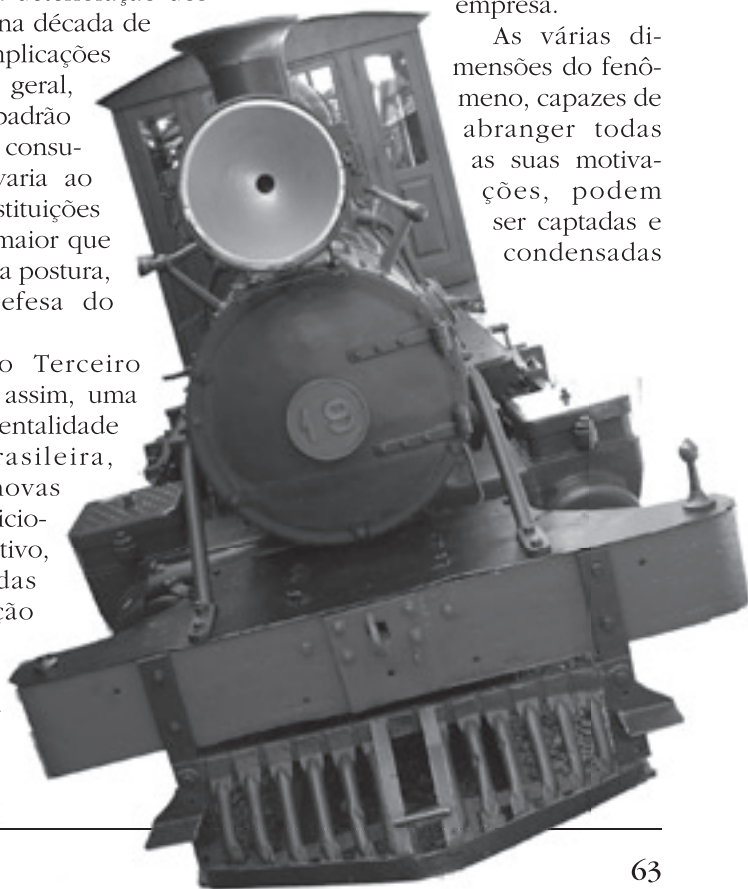 na década de
mplicações
geral,
padrão
consu-
varia ao
stituições
maior que
a postura,
efesa do
o Terceiro
assim, uma
entalidade
rasileira,
novas
icio-
tivo,
das
ção
empresa.
As várias di-
mensões do fenô-
meno, capazes de
abranger todas
as suas motiva-
ções, podem
ser captadas e
condensadas
19
63